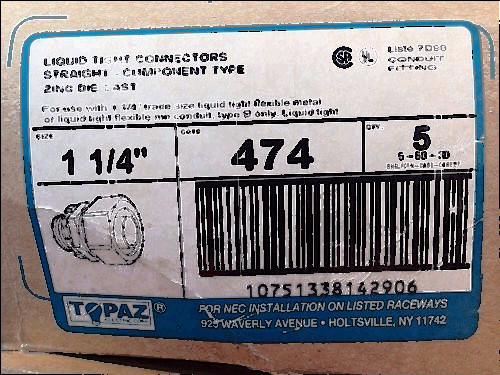 LIQUID TIGHT CONNECTORS
STRAIGHT - COMPONENT TYPE
ZINC DIE CAST
For use with 1 1/4" trade size liquid tight flexible metal
or liquid tight flexible conduit, type B only. Liquid tight
CONDUIT
FITTING
SIZE
1 1/4"
CODE
474
QTY.
5
10751338142906
TOPAZ®
FOR NEC INSTALLATION ON LISTED RACEWAYS
925 WAVERLY AVENUE • HOLTSVILLE, NY 11742